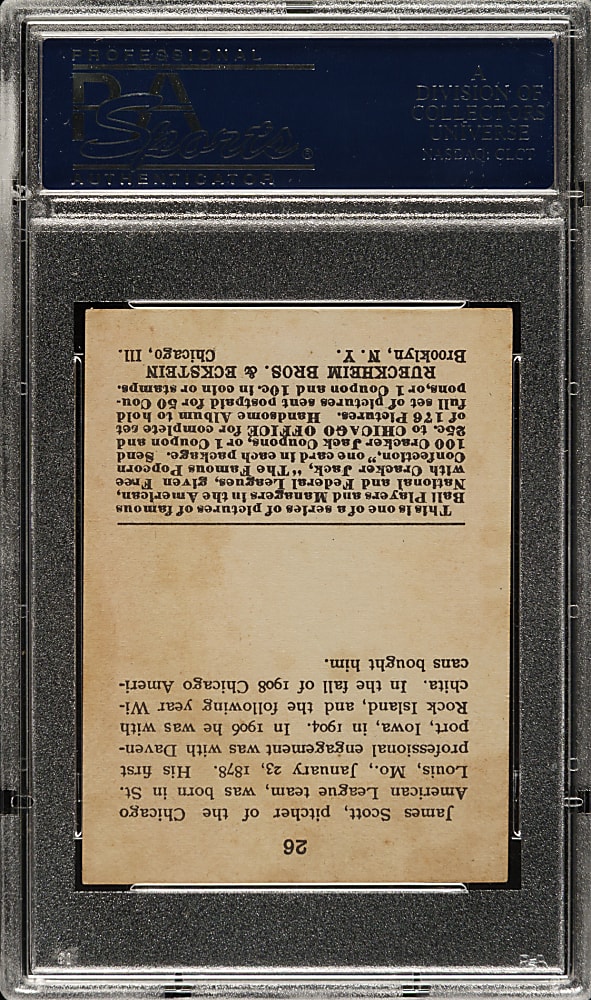 PROFESSIONAL
PSA
Sports®
AUTHENTICATOR
A
DIVISION OF
COLLECTORS
UNIVERSE
NASDAQ: CLCT
26
James Scott, pitcher of the Chicago
American League team, was born in St.
Louis, Mo., January 23, 1878. His first
professional engagement was with Daven-
port, Iowa, in 1904. In 1906 he was with
Rock Island, and the following year Wi-
chita. In the fall of 1908 Chicago Ameri-
cans bought him.
This is one of a series of pictures of famous
Ball Players and Managers in the American,
National and Federal Leagues, given Free
with Cracker Jack, "The Famous Popcorn
Confection," one card in each package. Send
100 Cracker Jack Coupons, or 1 Coupon and
25c. to CHICAGO OFFICE for complete set
of 176 Pictures. Handsome Album to hold
full set of pictures sent postpaid for 50 Cou-
pons, or 1 Coupon and 10c. in coin or stamps.
RUECKHEIM BROS. & ECKSTEIN
Brooklyn, N. Y. Chicago, Ill.
PSA